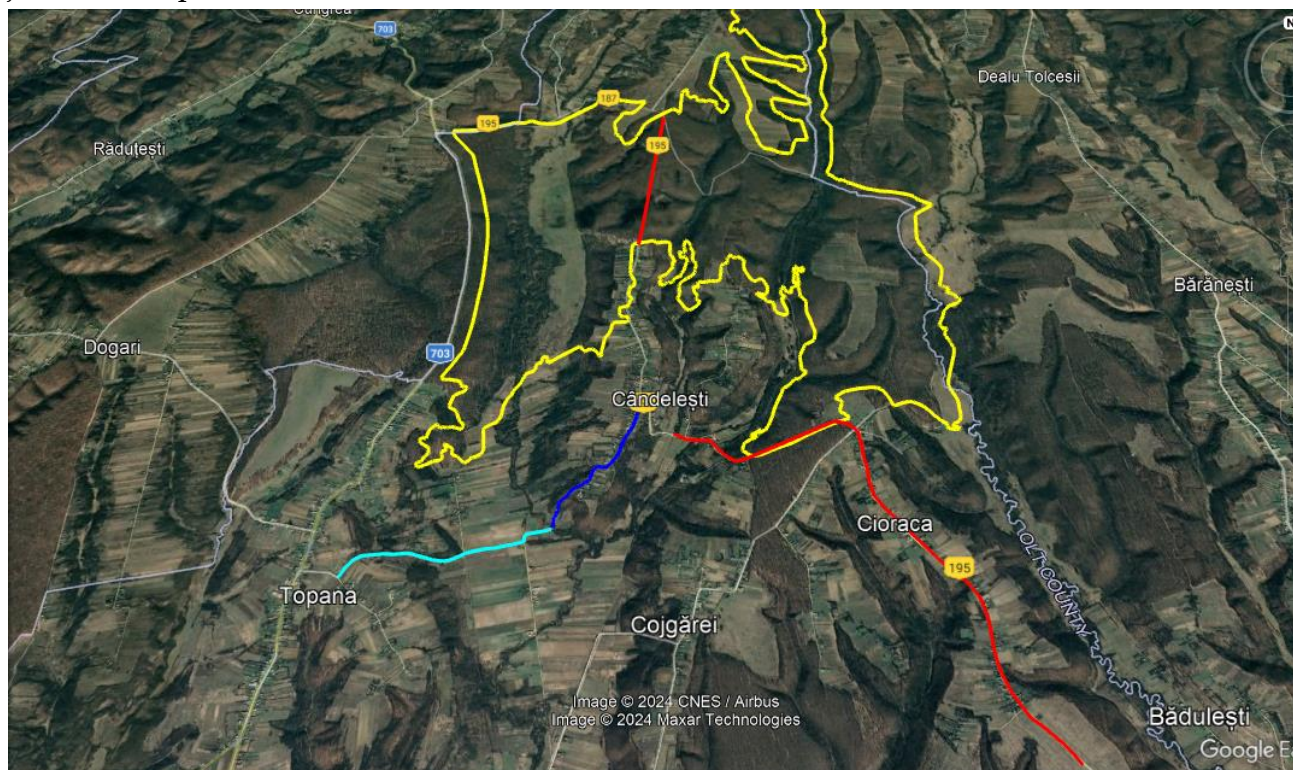 Cungrea
703
Dealu Tolcesii
187
195
195
Răduțești
Bărănești
703
Dogari
Cândelești
Cioraca
195
OLT COUNTY
Topana
Cojgărei
Image © 2024 CNES / Airbus
Image © 2024 Maxar Technologies
Bădulești
Google Ea